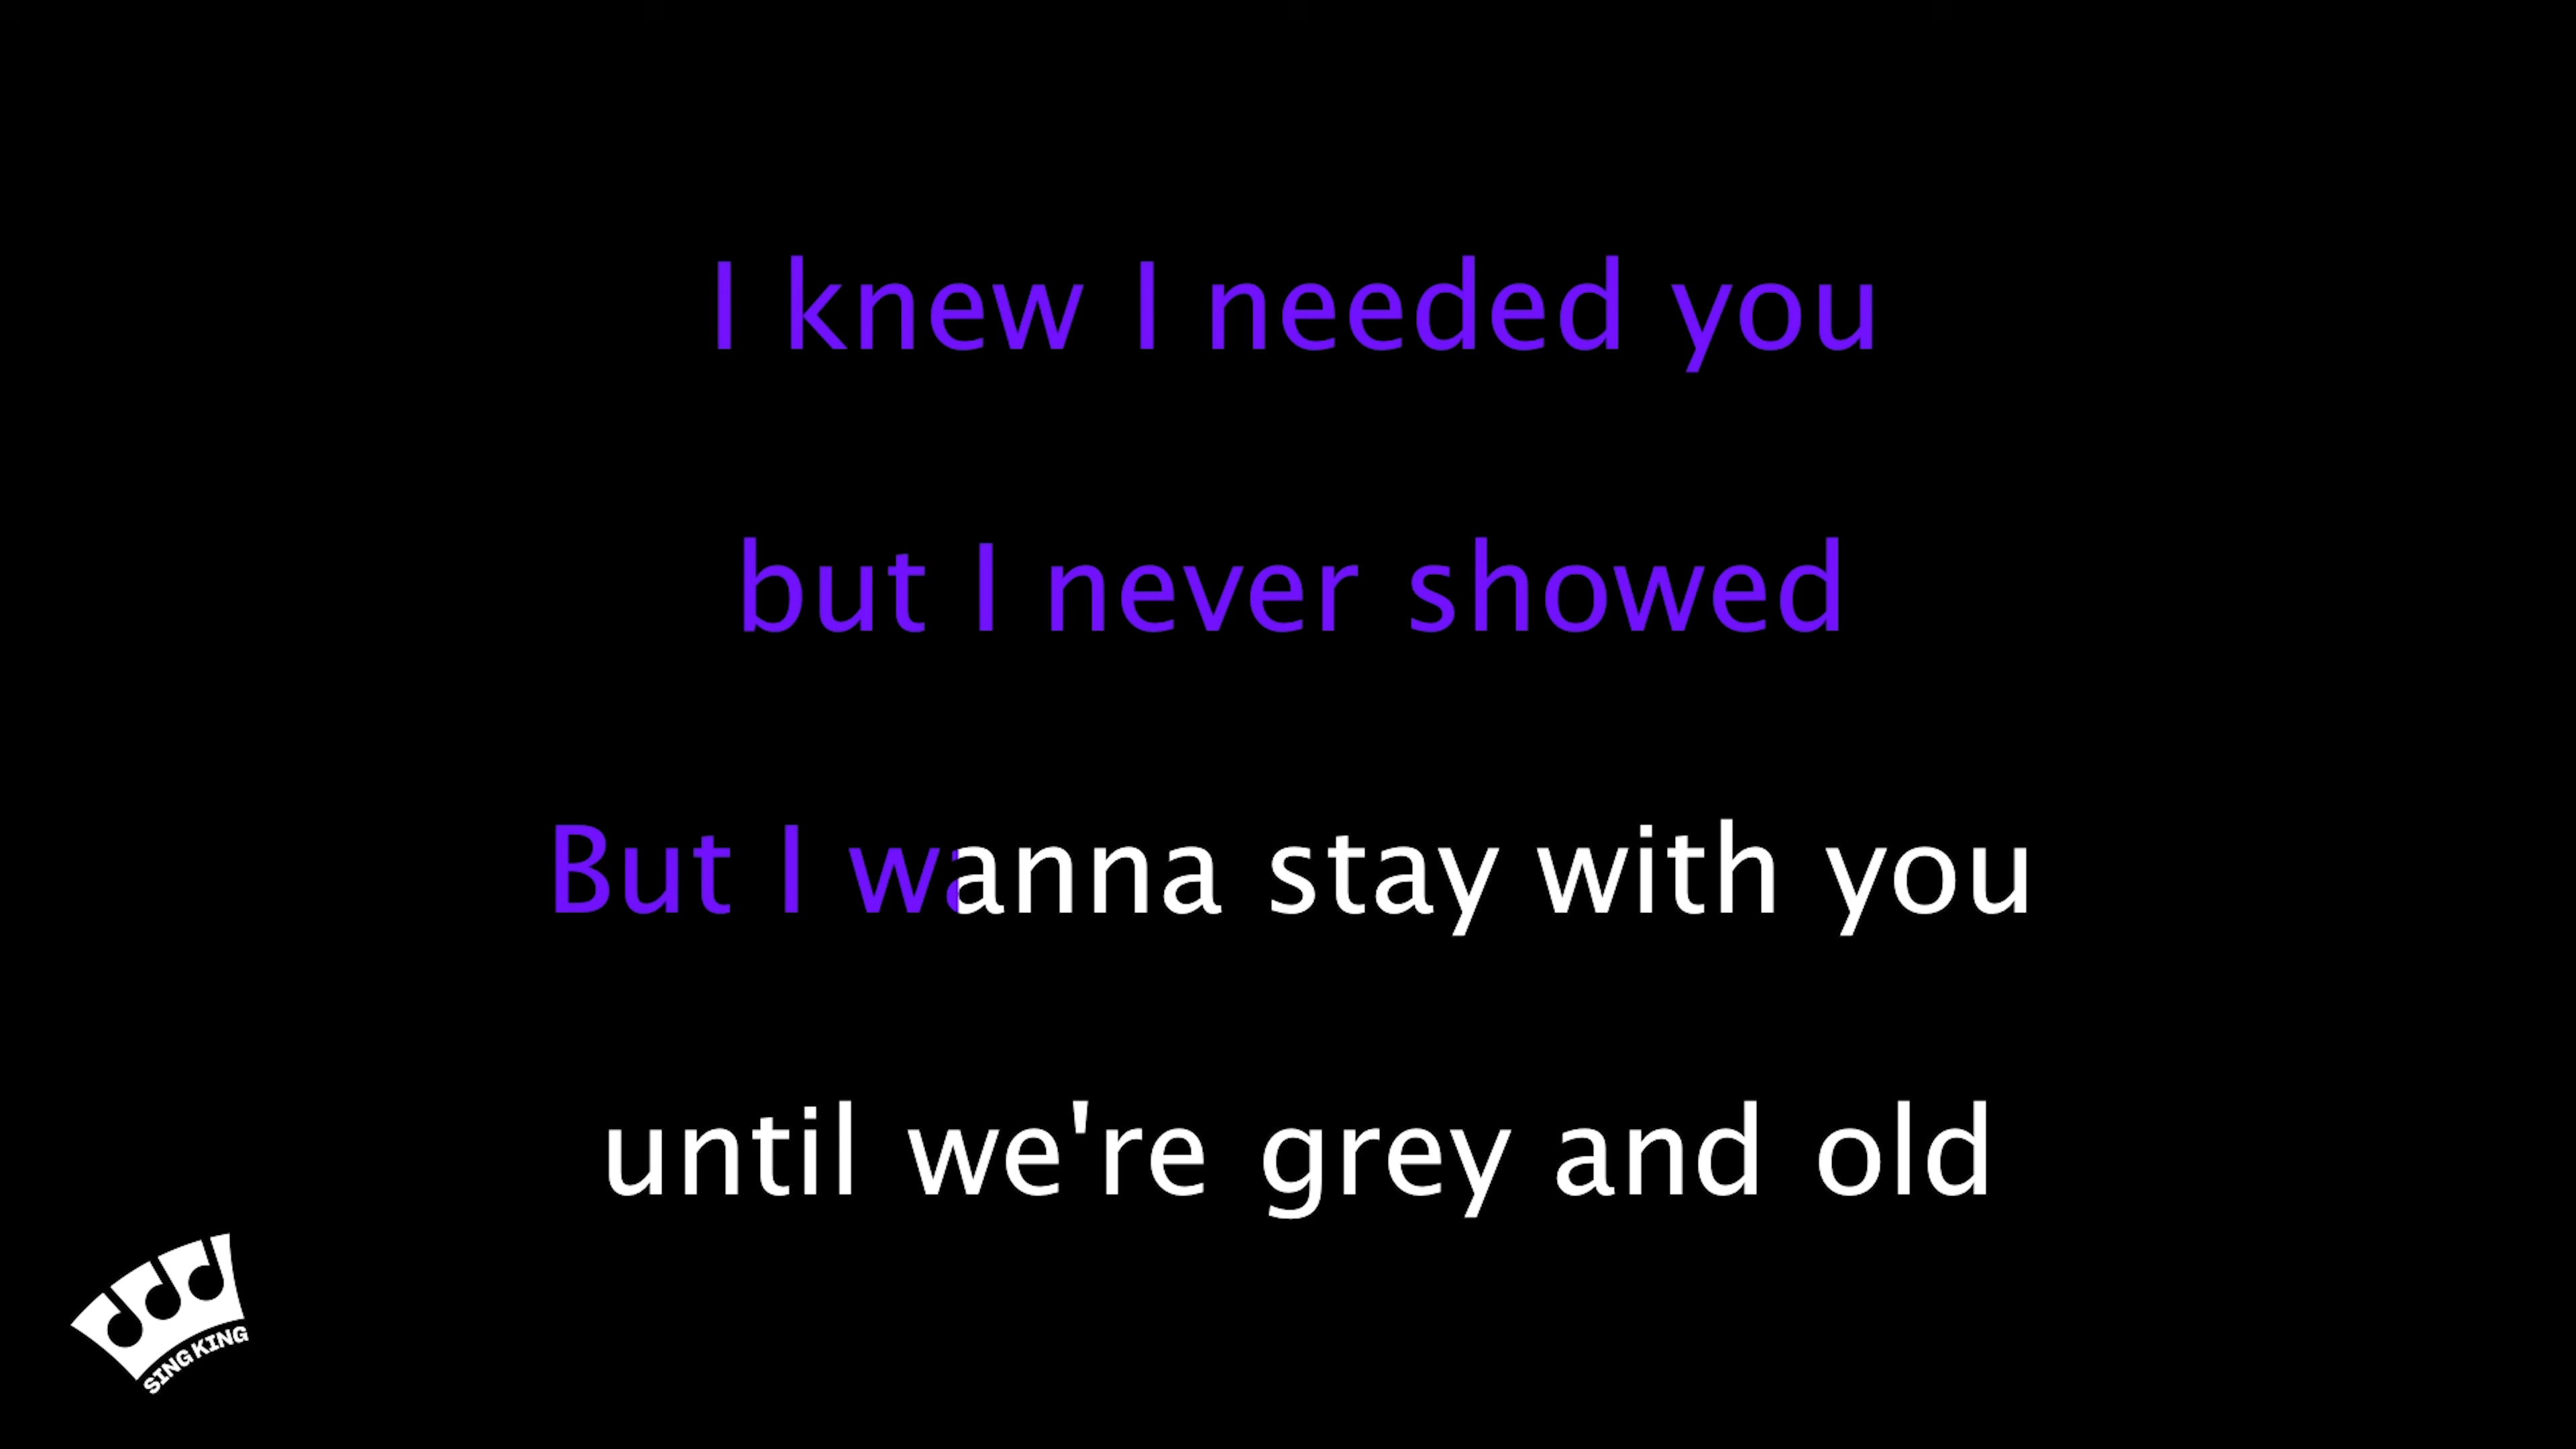 I knew I needed you
but I never showed
But I wanna stay with you
until we're grey and old
SING KING